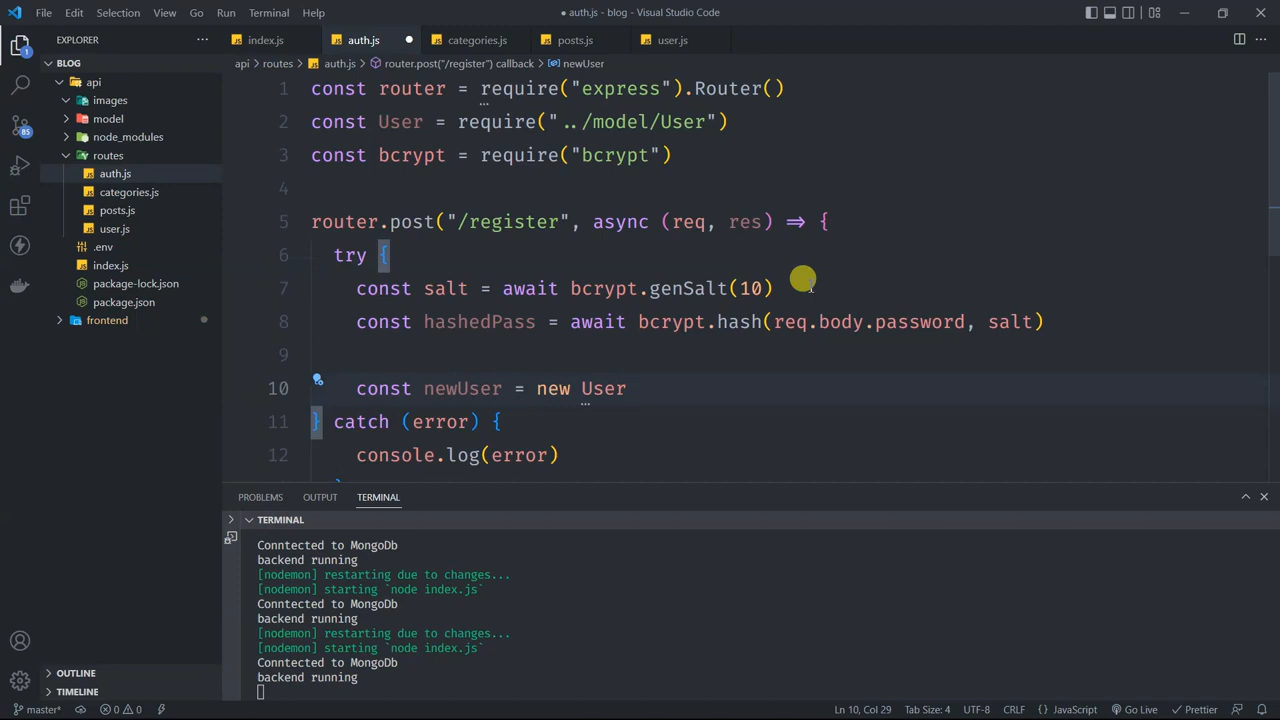 File Edit Selection View Go Run Terminal Help
● auth.js - blog - Visual Studio Code
EXPLORER
index.js auth.js categories.js posts.js user.js
api > routes > auth.js > router.post("/register") callback > newUser
1
BLOG
api
images
model
node_modules
routes
auth.js
categories.js
posts.js
user.js
.env
index.js
package-lock.json
package.json
frontend
85
1 const router = require("express").Router()
2 const User = require("../model/User")
3 const bcrypt = require("bcrypt")
4
5 router.post("/register", async (req, res) => {
6 try {
7 const salt = await bcrypt.genSalt(10)
8 const hashedPass = await bcrypt.hash(req.body.password, salt)
9
10 const newUser = new User
11 } catch (error) {
12 console.log(error)
PROBLEMS OUTPUT TERMINAL
TERMINAL
Conntected to MongoDb
backend running
[nodemon] restarting due to changes...
[nodemon] starting `node index.js`
Conntected to MongoDb
backend running
[nodemon] restarting due to changes...
[nodemon] starting `node index.js`
Conntected to MongoDb
backend running
OUTLINE
TIMELINE
master* 0 0 Ln 10, Col 29 Tab Size: 4 UTF-8 CRLF {} JavaScript Go Live Prettier